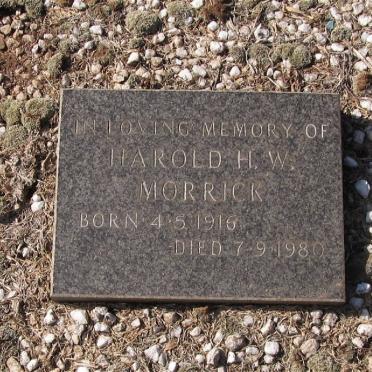 IN LOVING MEMORY OF
HAROLD H. W.
MORRICK
BORN 4-5-1916
DIED 7-9-1980